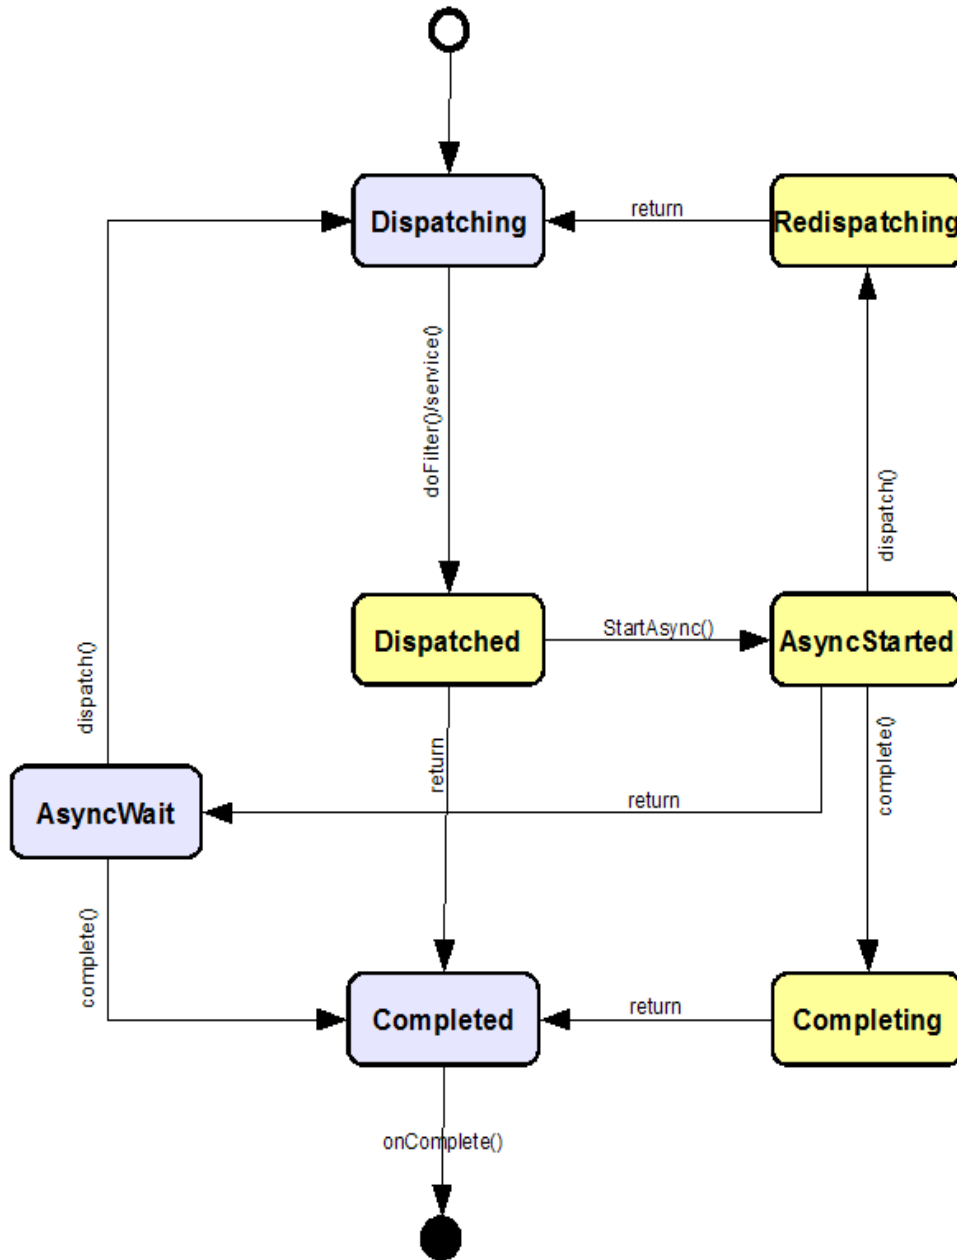 Dispatching
return
Redispatching
doFilter()/service()
dispatch()
Dispatched
StartAsync()
AsyncStarted
dispatch()
return
complete()
AsyncWait
return
complete()
Completed
return
Completing
onComplete()